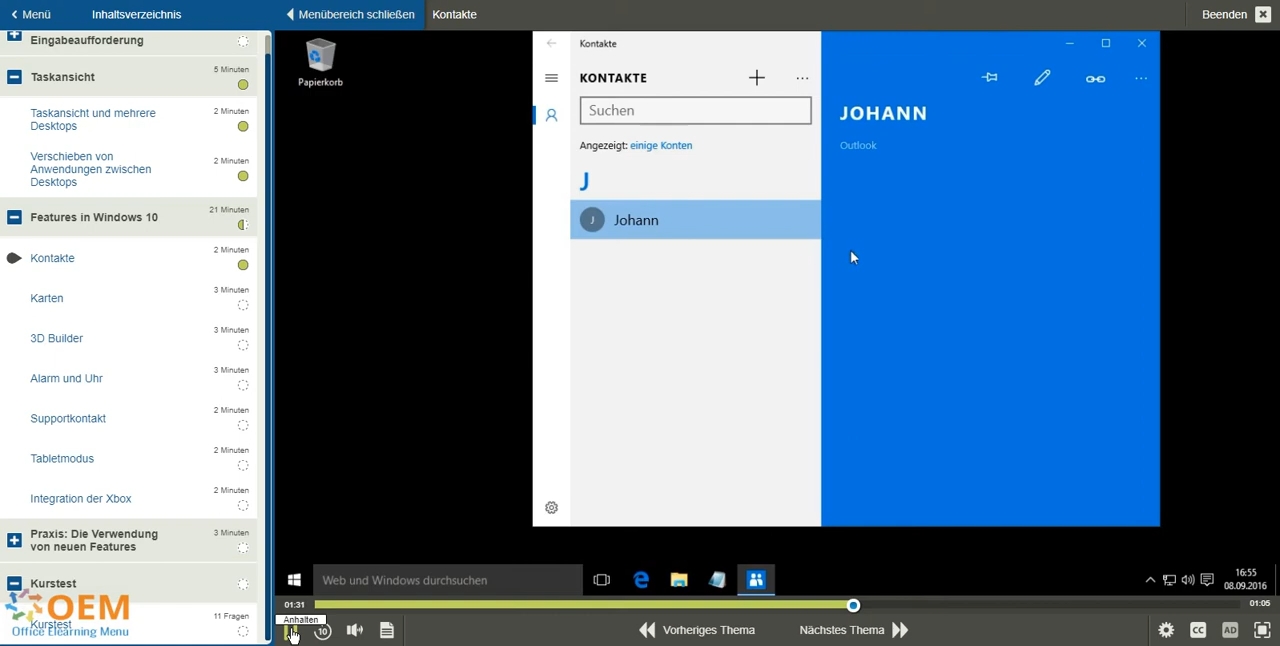 Menü
Inhaltsverzeichnis
Menübereich schließen
Kontakte
Beenden
Eingabeaufforderung
Taskansicht
5 Minuten
Taskansicht und mehrere
Desktops
2 Minuten
Verschieben von
Anwendungen zwischen
Desktops
2 Minuten
Features in Windows 10
21 Minuten
Kontakte
2 Minuten
Karten
3 Minuten
3D Builder
3 Minuten
Alarm und Uhr
3 Minuten
Supportkontakt
2 Minuten
Tabletmodus
2 Minuten
Integration der Xbox
2 Minuten
Praxis: Die Verwendung
von neuen Features
3 Minuten
Kurstest
Kurstest
11 Fragen
OEM
Office Elearning Menu
Papierkorb
Kontakte
KONTAKTE
Suchen
Angezeigt: einige Konten
J
J Johann
JOHANN
Outlook
Web und Windows durchsuchen
16:55
08.09.2016
01:31
01:05
Anhalten
10
Vorheriges Thema
Nächstes Thema
CC
AD